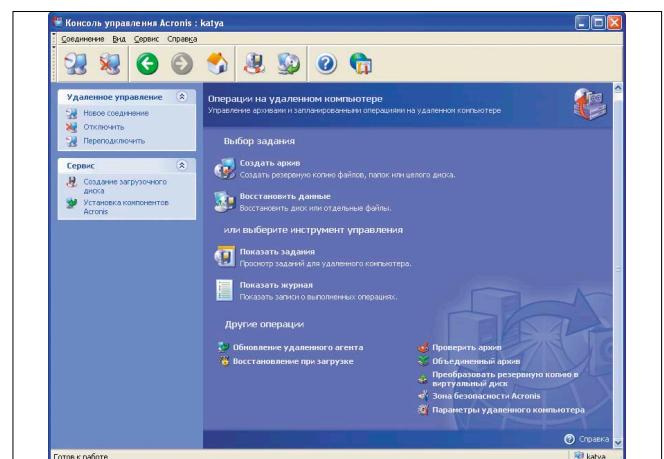 Консоль управления Acronis : katya
Соединение Вид Сервис Справка
Удаленное управление
Новое соединение
Отключить
Переподключить
Сервис
Создание загрузочного
диска
Установка компонентов
Acronis
Операции на удаленном компьютере
Управление архивами и запланированными операциями на удаленном компьютере
Выбор задания
Создать архив
Создать резервную копию файлов, папок или целого диска.
Восстановить данные
Восстановить диск или отдельные файлы.
или выберите инструмент управления
Показать задания
Просмотр заданий для удаленного компьютера.
Показать журнал
Показать записи о выполненных операциях.
Другие операции
Обновление удаленного агента
Восстановление при загрузке
Проверить архив
Объединенный архив
Преобразовать резервную копию в
виртуальный диск
Зона безопасности Acronis
Параметры удаленного компьютера
Справка
Готов к работе
katya